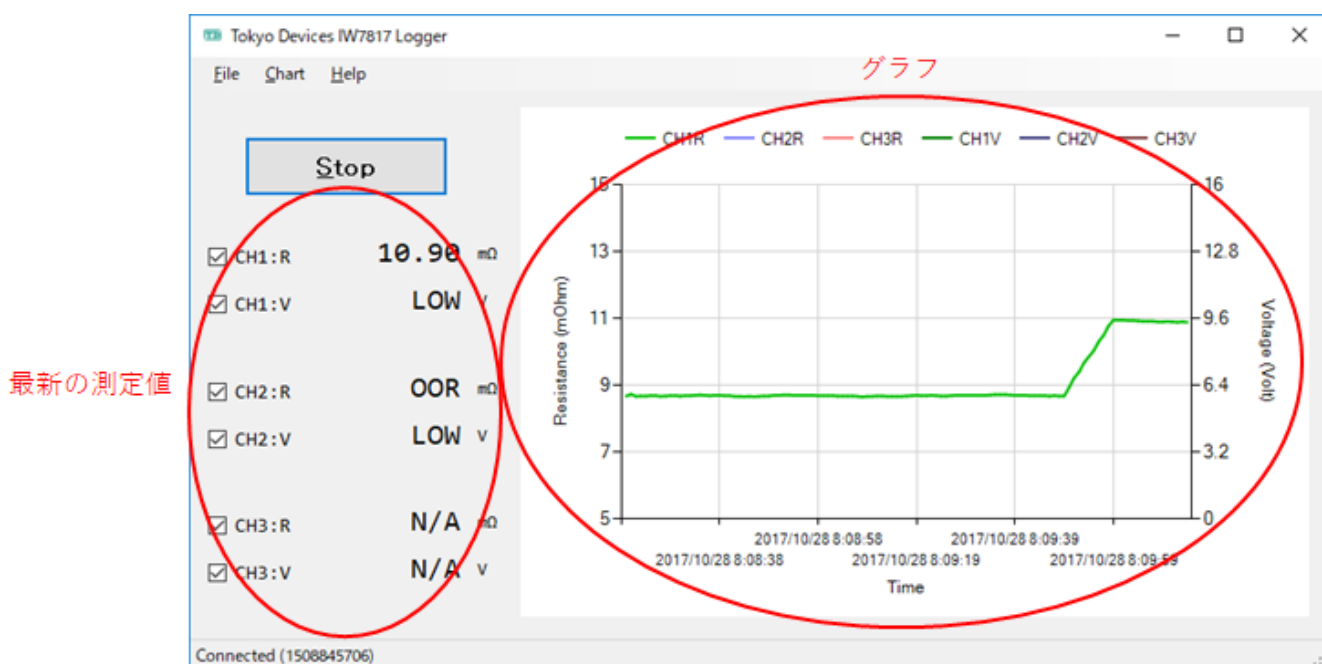 Tokyo Devices IW7817 Logger
File Chart Help
グラフ
Stop
CH1:R 10.90 mΩ
CH1:V LOW V
CH2:R OOR mΩ
CH2:V LOW V
CH3:R N/A mΩ
CH3:V N/A V
最新の測定値
CH1R CH2R CH3R CH1V CH2V CH3V
Resistance (mOhm)
15
13
11
9
7
5
Voltage (Volt)
16
12.8
9.6
6.4
3.2
0
2017/10/28 8:08:58 2017/10/28 8:09:39
2017/10/28 8:08:38 2017/10/28 8:09:19 2017/10/28 8:09:59
Time
Connected (1508845706)